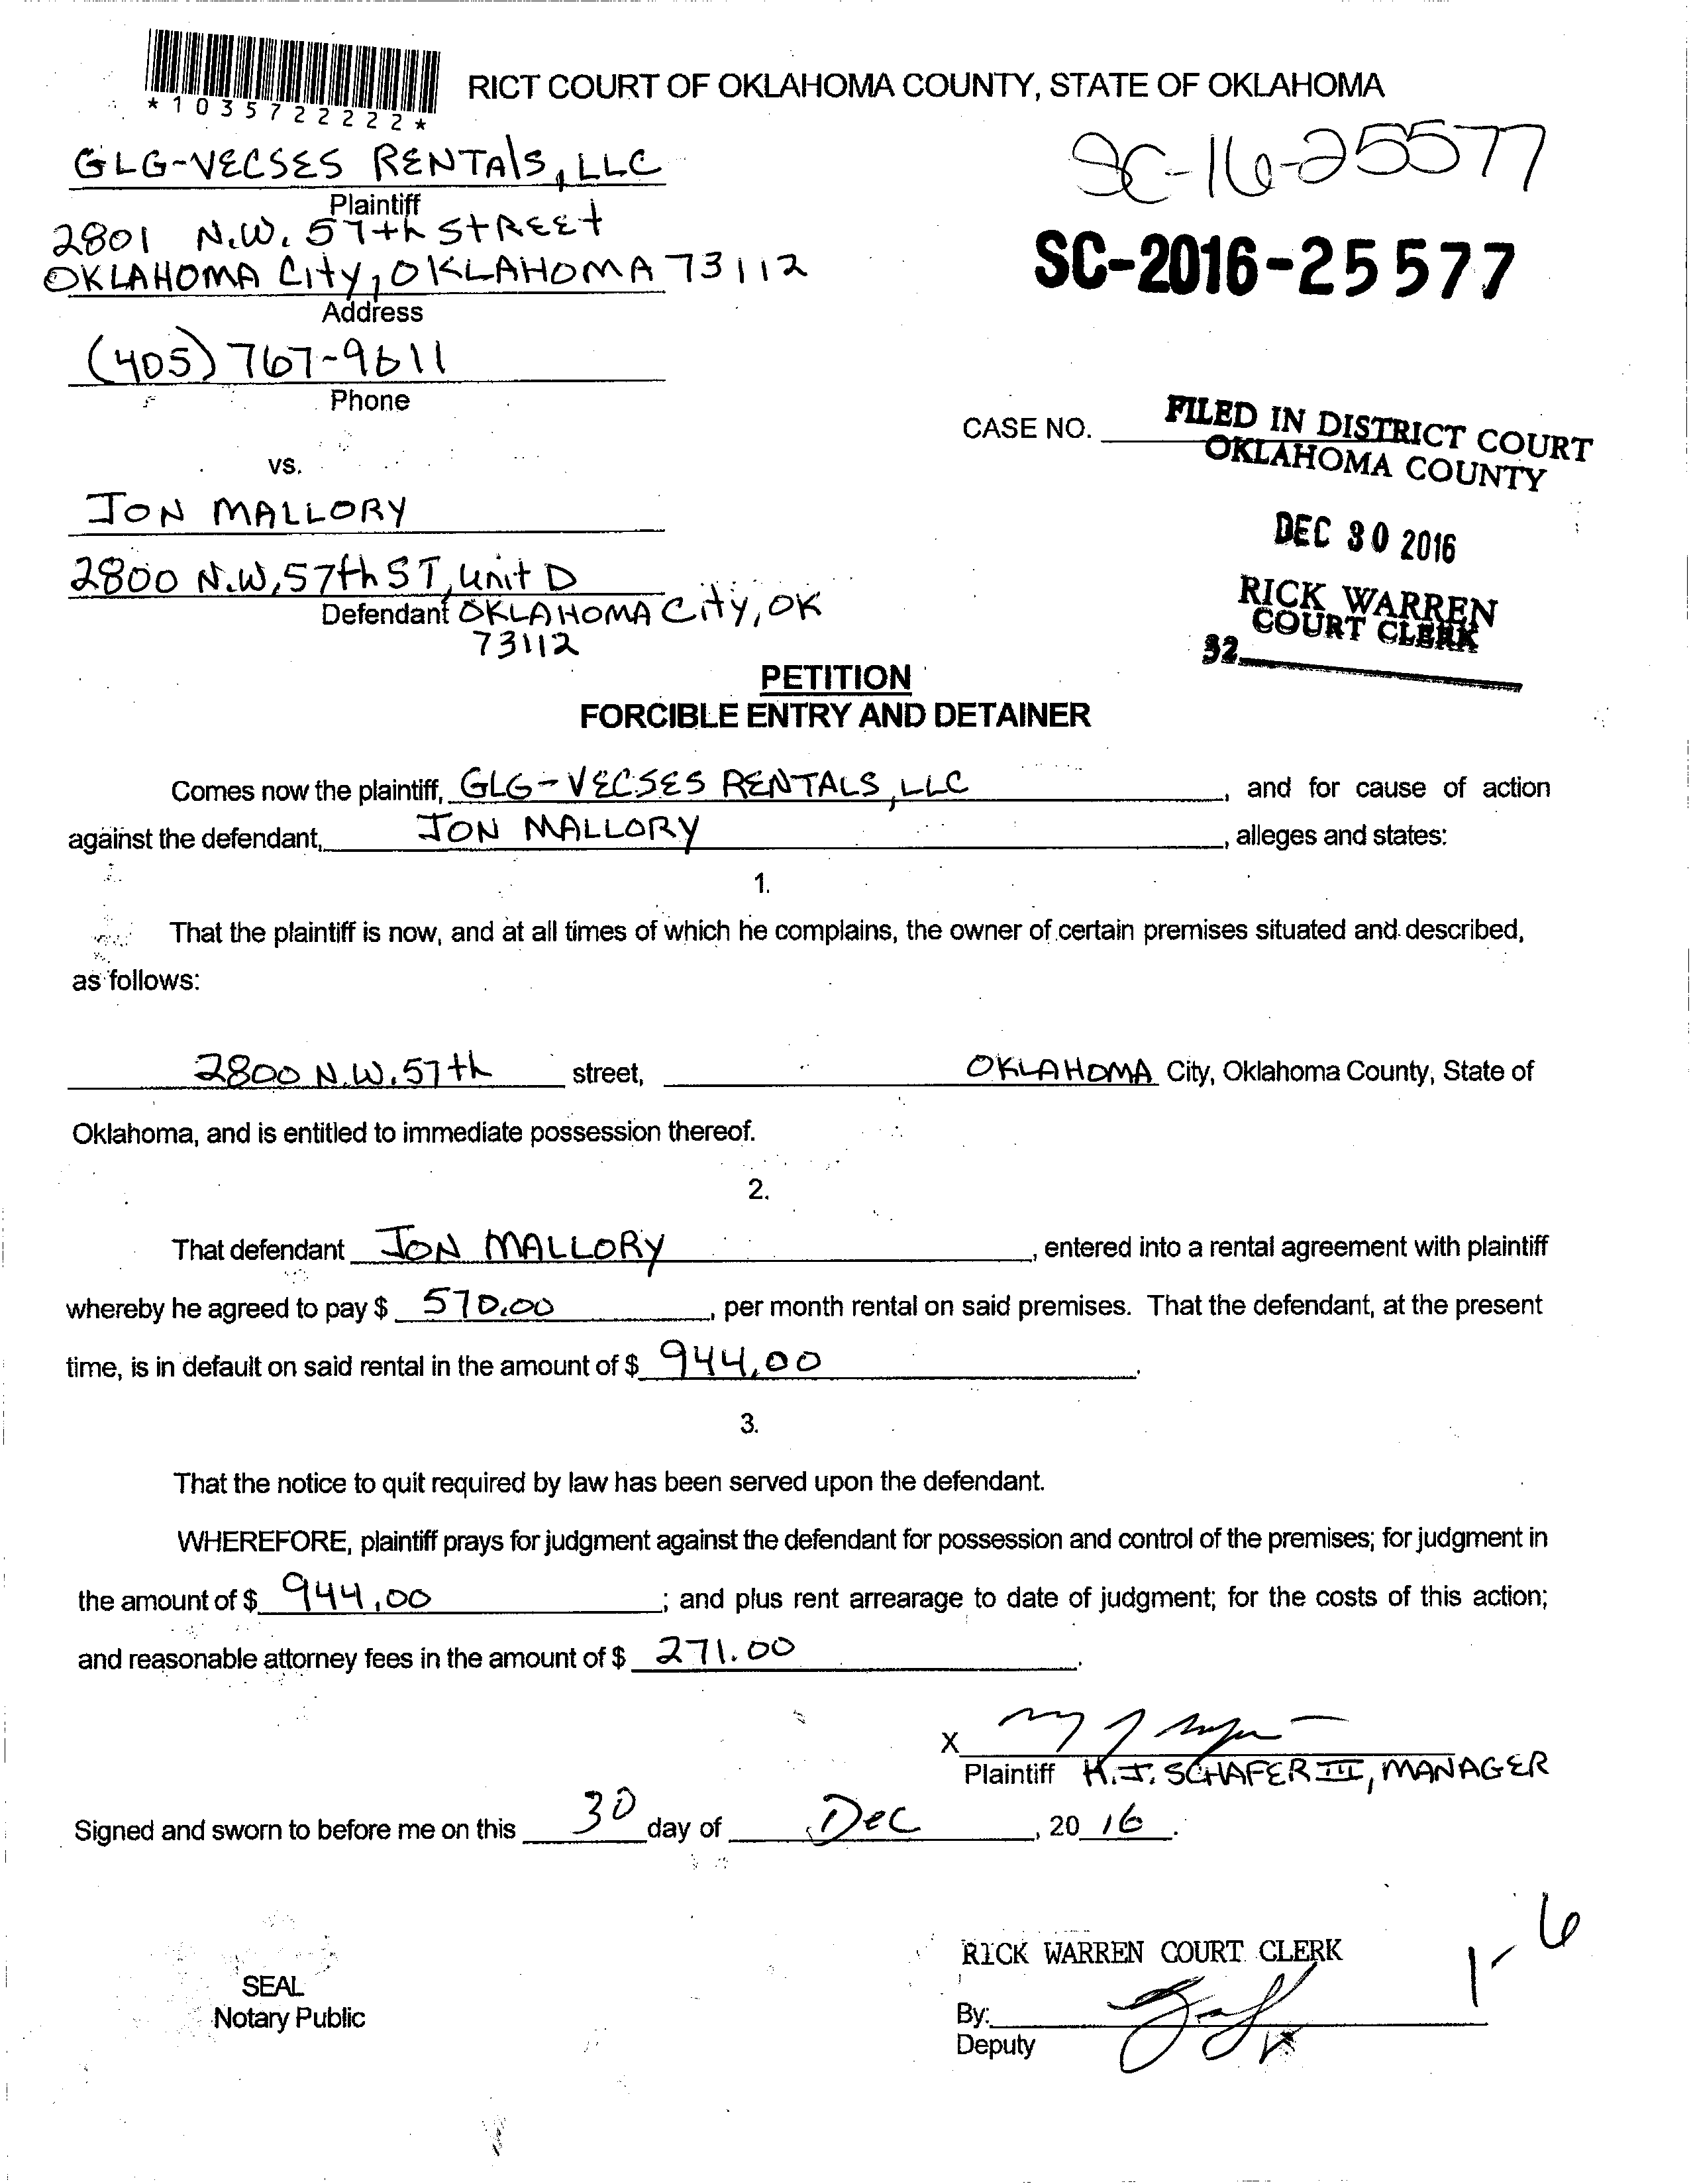 *1035722222*
RICT COURT OF OKLAHOMA COUNTY, STATE OF OKLAHOMA
GLG-VECSES RENTALS, LLC
Plaintiff
SC-16-25577
2801 N.W. 57th STREET
SC-2016-25577
OKLAHOMA City, OKLAHOMA 73112
Address
(405) 767-9611
Phone
CASE NO.
FILED IN DISTRICT COURT
OKLAHOMA COUNTY
vs.
JON MALLORY
DEC 30 2016
2800 N.W. 57th ST, Unit D
RICK WARREN
COURT CLERK
Defendant OKLAHOMA City, OK
73112
32
PETITION
FORCIBLE ENTRY AND DETAINER
Comes now the plaintiff, GLG-VECSES RENTALS, LLC, and for cause of action
against the defendant, JON MALLORY, alleges and states:
1.
That the plaintiff is now, and at all times of which he complains, the owner of certain premises situated and described,
as follows:
2800 N.W. 57th street, OKLAHOMA City, Oklahoma County, State of
Oklahoma, and is entitled to immediate possession thereof.
2.
That defendant JON MALLORY, entered into a rental agreement with plaintiff
whereby he agreed to pay $ 570.00, per month rental on said premises. That the defendant, at the present
time, is in default on said rental in the amount of $ 944.00.
3.
That the notice to quit required by law has been served upon the defendant.
WHEREFORE, plaintiff prays for judgment against the defendant for possession and control of the premises; for judgment in
the amount of $ 944.00; and plus rent arrearage to date of judgment; for the costs of this action;
and reasonable attorney fees in the amount of $ 271.00.
X
Plaintiff H.J. SCHAFER III, MANAGER
Signed and sworn to before me on this 30 day of Dec, 20 16.
1-6
RICK WARREN COURT CLERK
SEAL
Notary Public
By:
Deputy